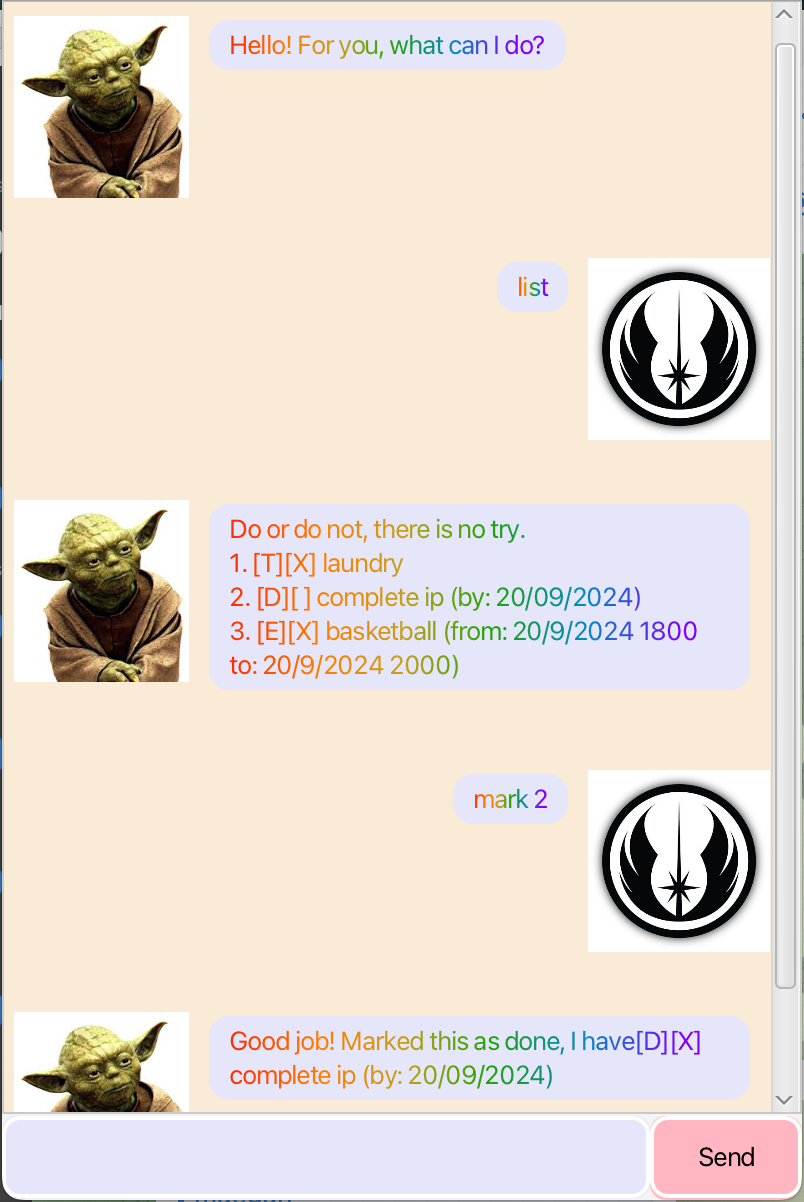 Hello! For you, what can I do?
list
Do or do not, there is no try.
1. [T][X] laundry
2. [D][ ] complete ip (by: 20/09/2024)
3. [E][X] basketball (from: 20/9/2024 1800
to: 20/9/2024 2000)
mark 2
Good job! Marked this as done, I have[D][X]
complete ip (by: 20/09/2024)
Send